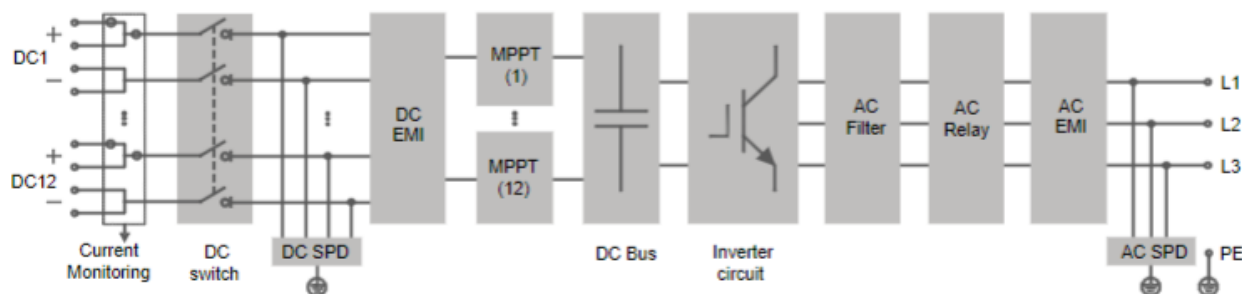 +
DC1
−
+
DC12
−
Current
Monitoring
DC
switch
DC SPD
DC
EMI
MPPT
(1)
MPPT
(12)
DC Bus
Inverter
circuit
AC
Filter
AC
Relay
AC
EMI
AC SPD
L1
L2
L3
PE